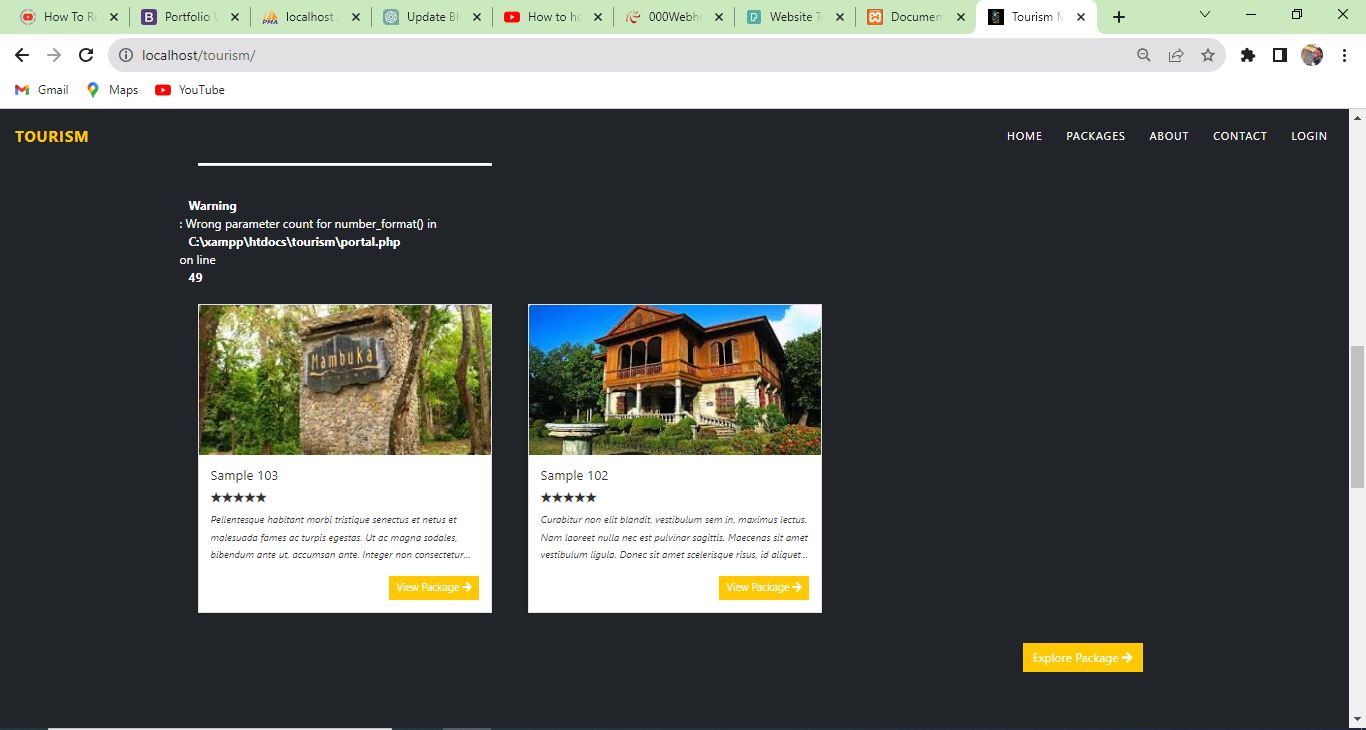 How To Re
Portfolio
localhost
Update Bl
How to ho
000Webh
Website T
Documen
Tourism M
localhost/tourism/
Gmail
Maps
YouTube
TOURISM
HOME
PACKAGES
ABOUT
CONTACT
LOGIN
Warning
: Wrong parameter count for number_format() in
C:\xampp\htdocs\tourism\portal.php
on line
49
Mambukal
Sample 103
★★★★★
Pellentesque habitant morbi tristique senectus et netus et
malesuada fames ac turpis egestas. Ut ac magna sodales,
bibendum ante ut, accumsan ante. Integer non consectetur...
View Package →
Sample 102
★★★★★
Curabitur non elit blandit, vestibulum sem in, maximus lectus.
Nam laoreet nulla nec est pulvinar sagittis. Maecenas sit amet
vestibulum ligula. Donec sit amet scelerisque risus, id aliquet...
View Package →
Explore Package →